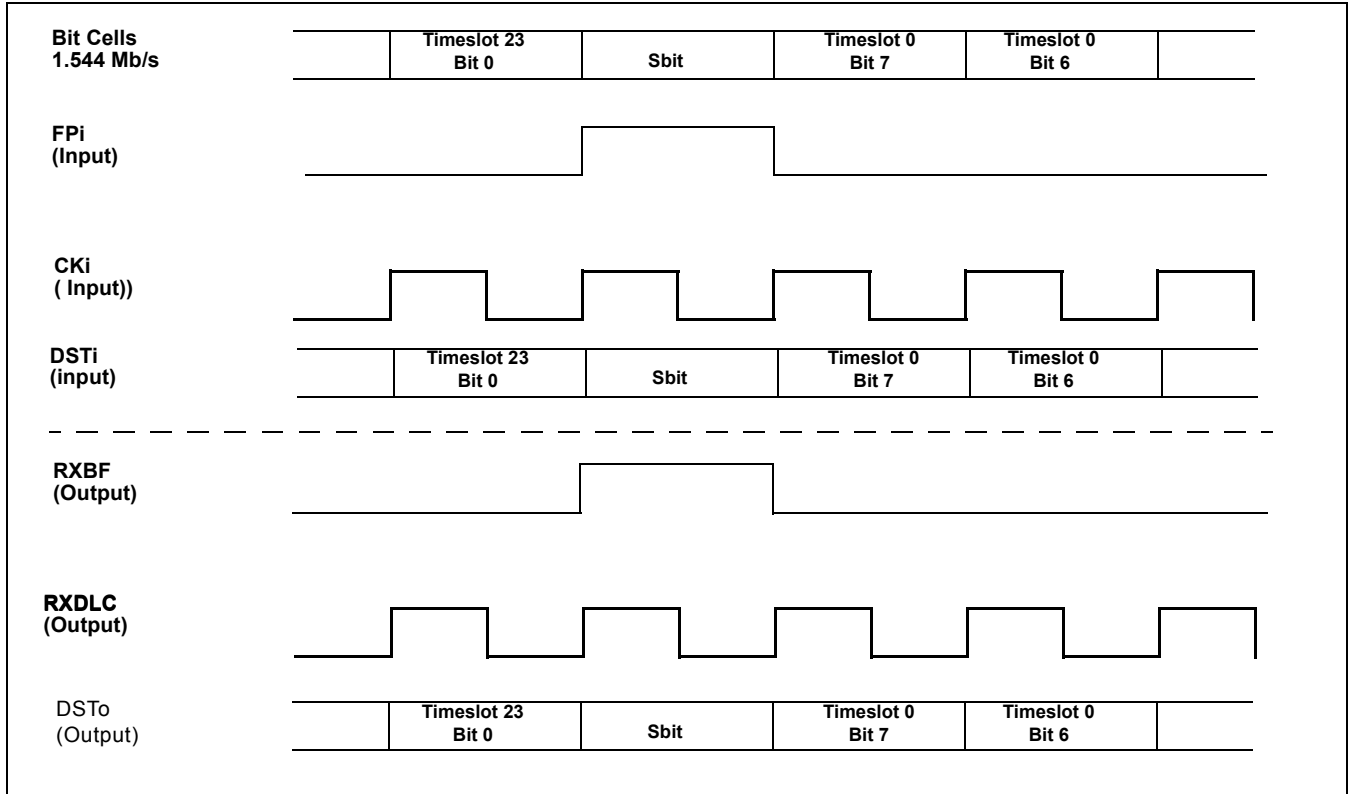 Bit Cells
1.544 Mb/s
Timeslot 23
Bit 0
Sbit
Timeslot 0
Bit 7
Timeslot 0
Bit 6
FPi
(Input)
CKi
( Input))
DSTi
(input)
Timeslot 23
Bit 0
Sbit
Timeslot 0
Bit 7
Timeslot 0
Bit 6
RXBF
(Output)
RXDLC
(Output)
DSTo
(Output)
Timeslot 23
Bit 0
Sbit
Timeslot 0
Bit 7
Timeslot 0
Bit 6